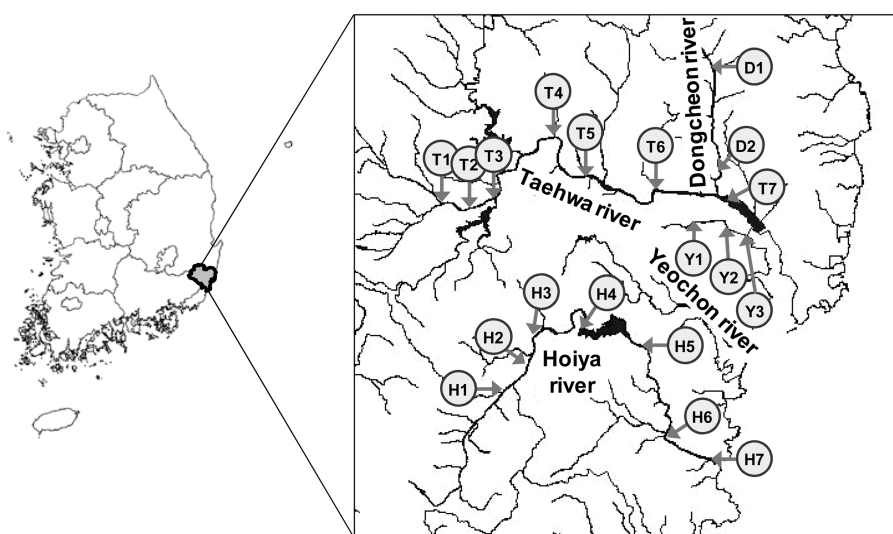 Dongcheon river
D1
T4
T5
T1
T2
T3
T6
D2
T7
Taehwa river
Y1
Y2
Y3
Yeochon river
H3
H4
H2
H5
Hoiya
river
H1
H6
H7